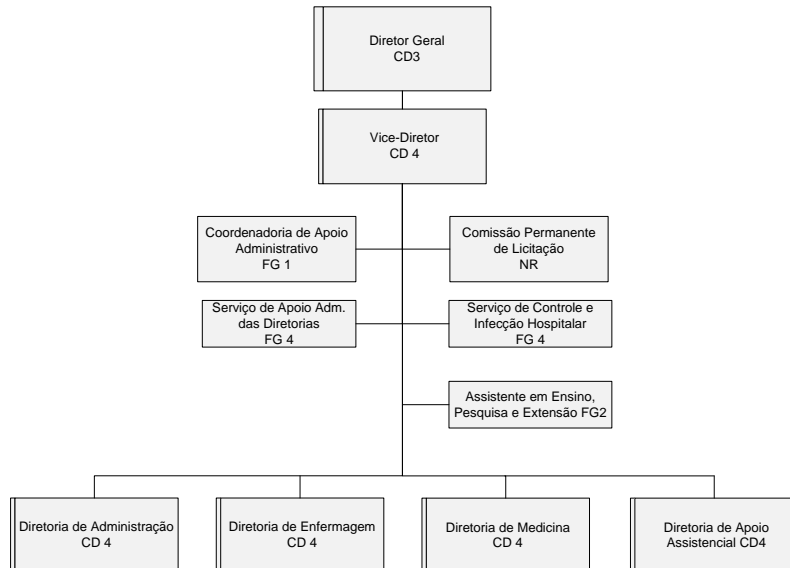 Diretor Geral
CD3
Vice-Diretor
CD 4
Coordenadoria de Apoio
Administrativo
FG 1
Comissão Permanente
de Licitação
NR
Serviço de Apoio Adm.
das Diretorias
FG 4
Serviço de Controle e
Infecção Hospitalar
FG 4
Assistente em Ensino,
Pesquisa e Extensão FG2
Diretoria de Administração
CD 4
Diretoria de Enfermagem
CD 4
Diretoria de Medicina
CD 4
Diretoria de Apoio
Assistencial CD4